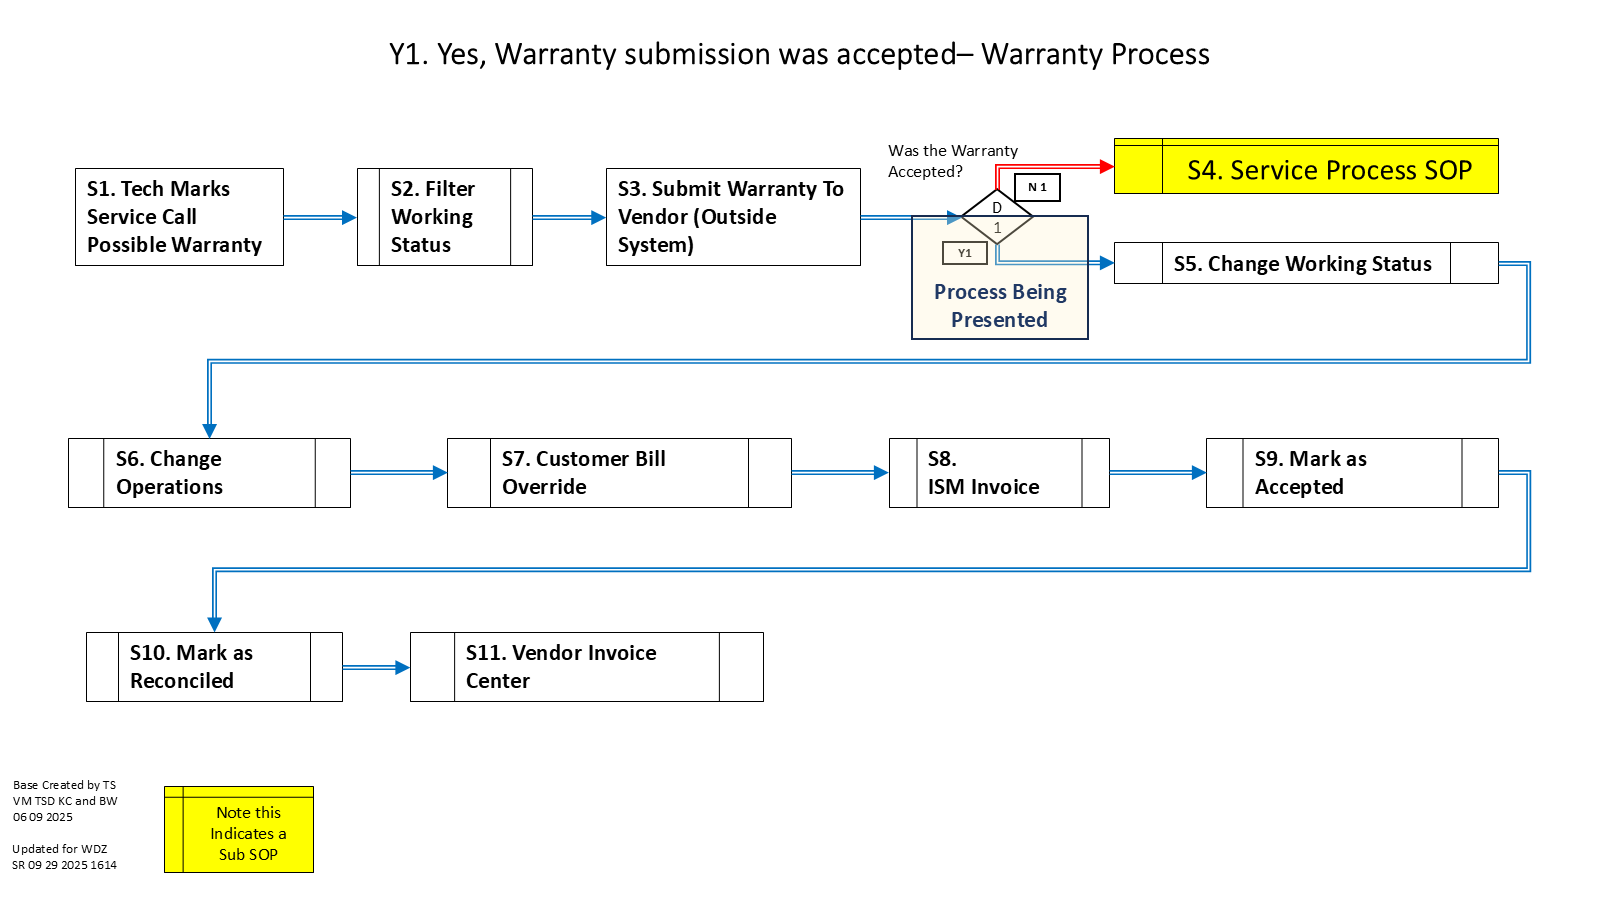 Y1. Yes, Warranty submission was accepted– Warranty Process
Was the Warranty
Accepted?
S1. Tech Marks
Service Call
Possible Warranty
S2. Filter
Working
Status
S3. Submit Warranty To
Vendor (Outside
System)
D
1
N 1
Y1
Process Being
Presented
S4. Service Process SOP
S5. Change Working Status
S6. Change
Operations
S7. Customer Bill
Override
S8.
ISM Invoice
S9. Mark as
Accepted
S10. Mark as
Reconciled
S11. Vendor Invoice
Center
Base Created by TS
VM TSD KC and BW
06 09 2025
Updated for WDZ
SR 09 29 2025 1614
Note this
Indicates a
Sub SOP